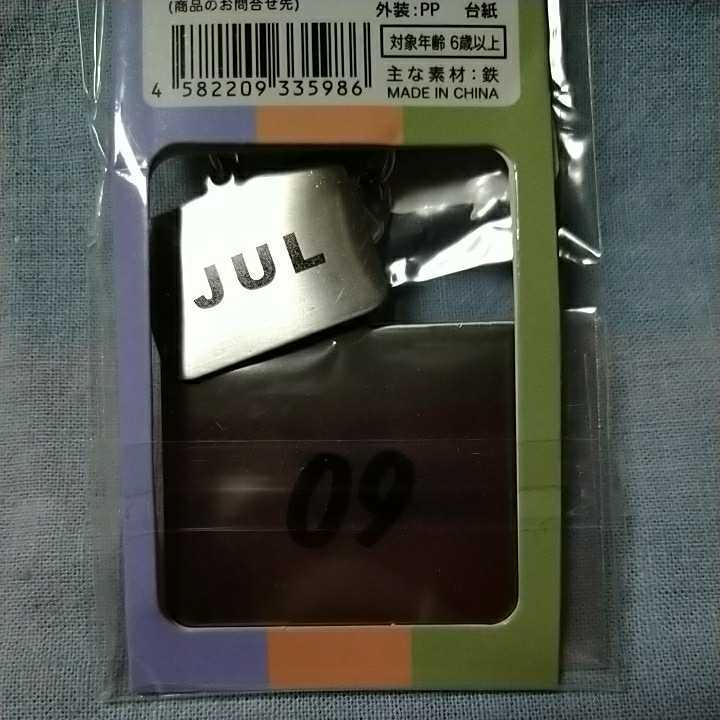 (商品のお問合せ先)
外装:PP 台紙
対象年齢 6歳以上
主な素材:鉄
MADE IN CHINA
4 582209 335986
JUL
09